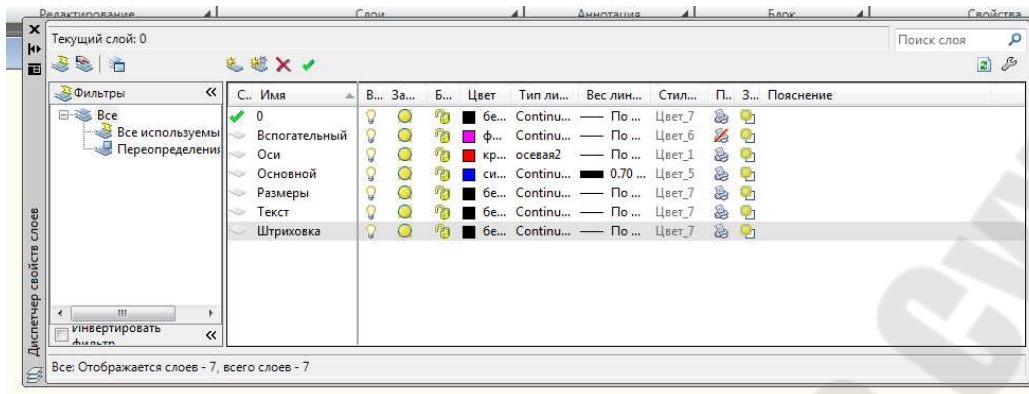 Редактирование Слои Аннотация Блок Свойства
Текущий слой: 0
Поиск слоя
Фильтры
С.. Имя В... За... Б... Цвет Тип ли... Вес лин... Стил... П.. З... Пояснение
Все
Все используемы
Переопределения
0 бе... Continu... По ... Цвет_7
Вспогательный ф... Continu... По ... Цвет_6
Оси кр... осевая2 По ... Цвет_1
Основной си... Continu... 0.70 ... Цвет_5
Размеры бе... Continu... По ... Цвет_7
Текст бе... Continu... По ... Цвет_7
Штриховка бе... Continu... По ... Цвет_7
Инвертировать
фильтр
Диспетчер свойств слоев
Все: Отображается слоев - 7, всего слоев - 7